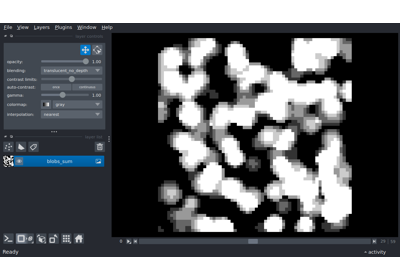 File View Layers Plugins Window Help
opacity: 1.00
blending: translucent_no_depth
contrast limits:
auto-contrast: once continuous
gamma: 1.00
colormap: gray
interpolation: nearest
blobs_sum
Ready
activity